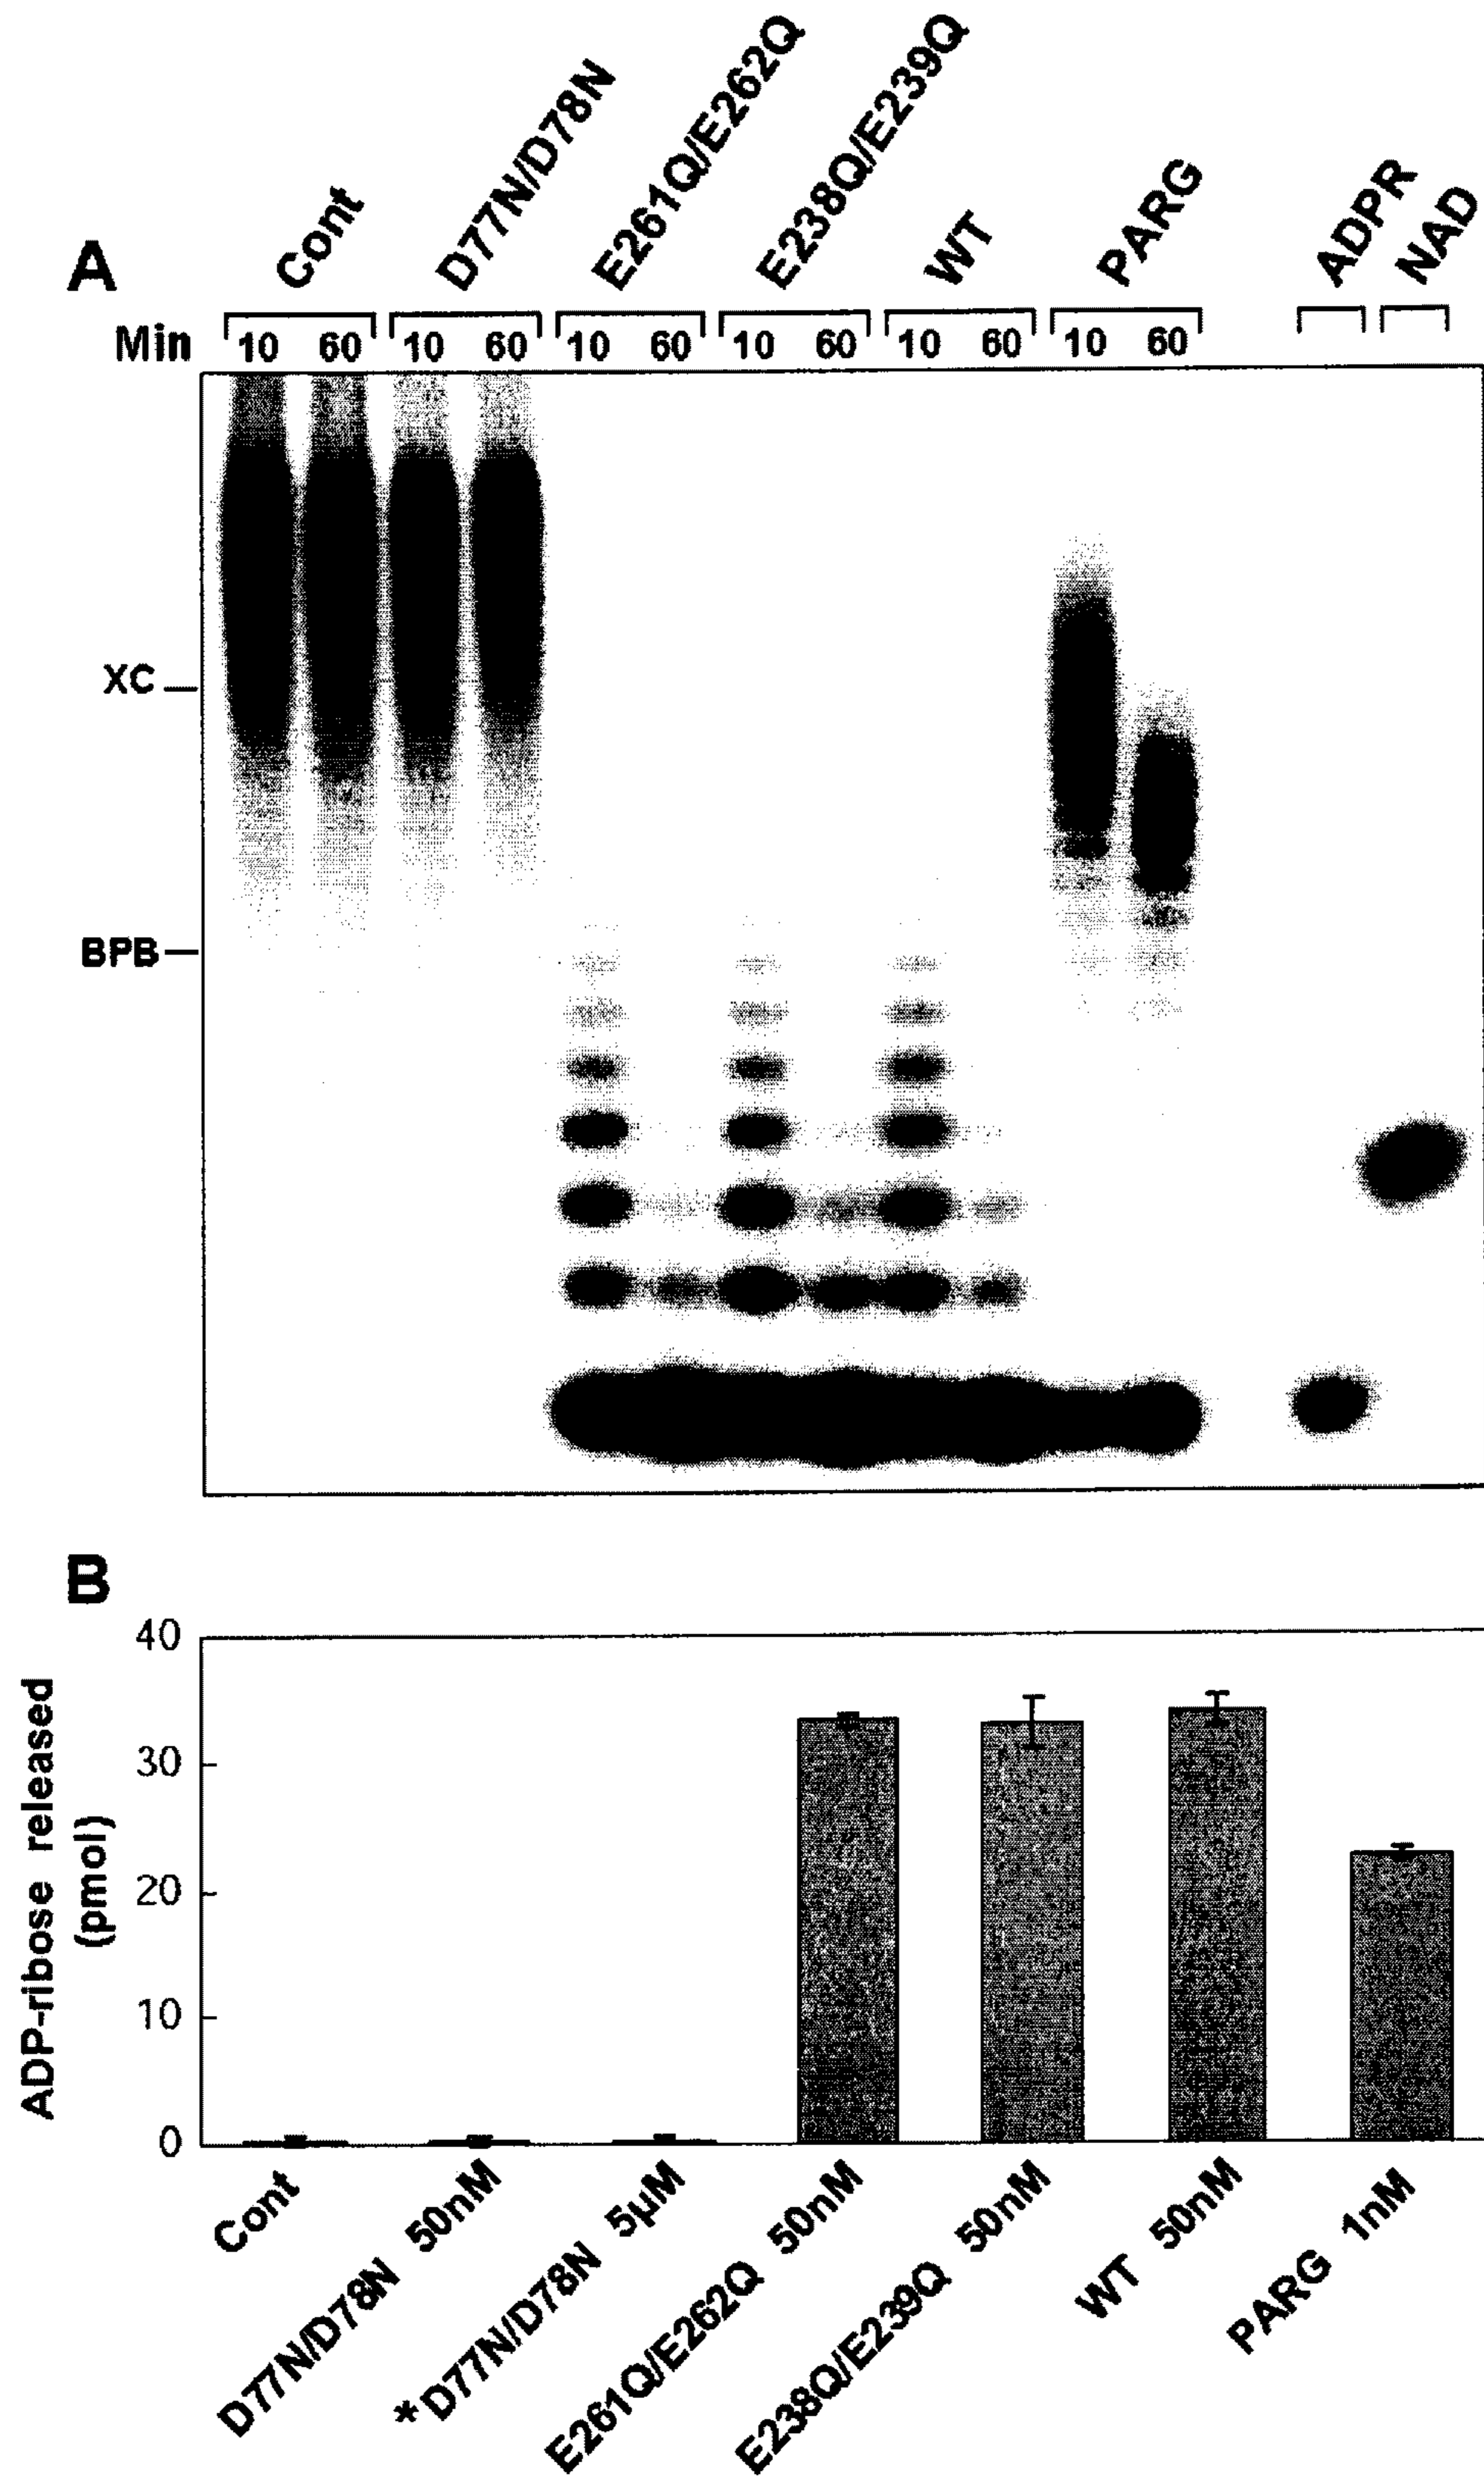 A
Cont
D77N/D78N
E261Q/E262Q
E238Q/E239Q
WT
PARG
ADPR
NAD
Min 10 60 10 60 10 60 10 60 10 60 10 60
XC
BPB
B
ADP-ribose released
(pmol)
40
30
20
10
0
Cont
D77N/D78N 50nM
*D77N/D78N 5µM
E261Q/E262Q 50nM
E238Q/E239Q 50nM
WT 50nM
PARG 1nM